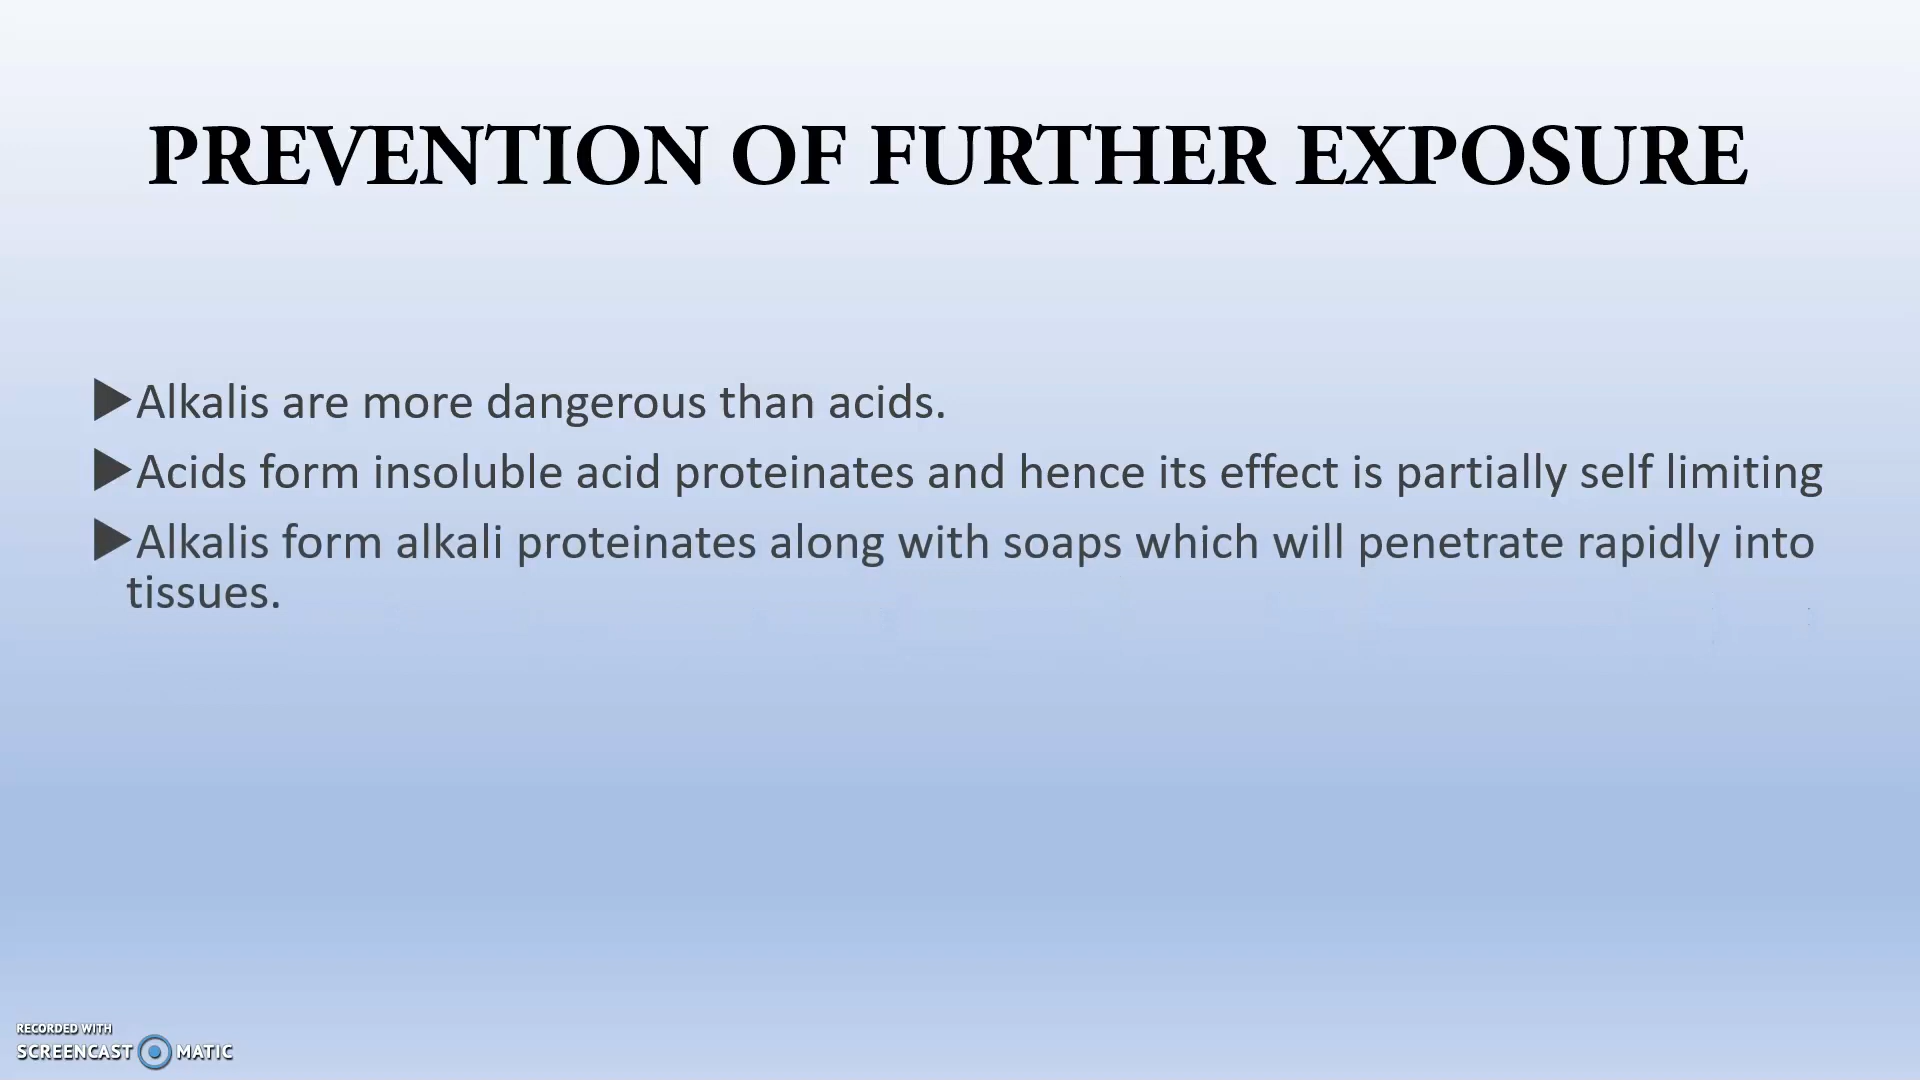 PREVENTION OF FURTHER EXPOSURE
▶Alkalis are more dangerous than acids.
▶Acids form insoluble acid proteinates and hence its effect is partially self limiting
▶Alkalis form alkali proteinates along with soaps which will penetrate rapidly into
tissues.
RECORDED WITH
SCREENCAST MATIC